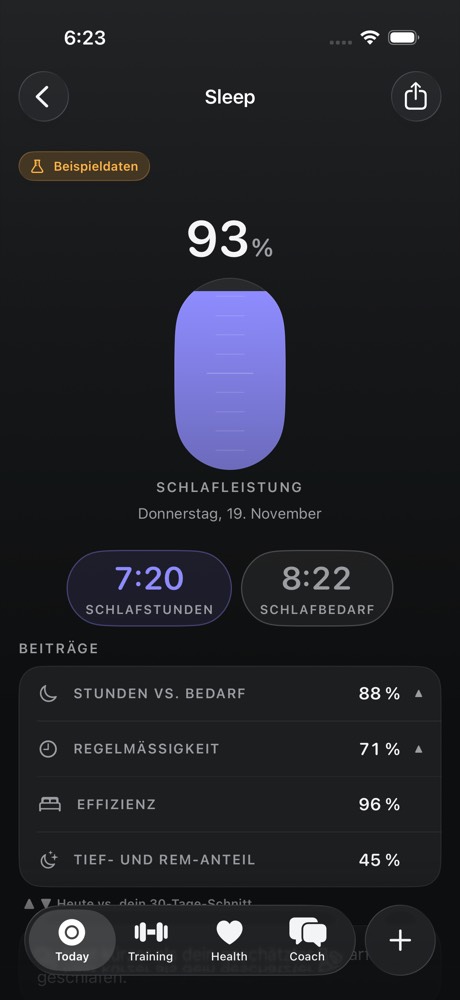 6:23
Sleep
Beispieldaten
93%
SCHLAFLEISTUNG
Donnerstag, 19. November
7:20
SCHLAFSTUNDEN
8:22
SCHLAFBEDARF
BEITRÄGE
STUNDEN VS. BEDARF 88 % ▲
REGELMÄSSIGKEIT 71 % ▲
EFFIZIENZ 96 %
TIEF- UND REM-ANTEIL 45 %
▲ ▼ Heute vs. dein 30-Tage-Schnitt
geschlafen.
Today
Training
Health
Coach